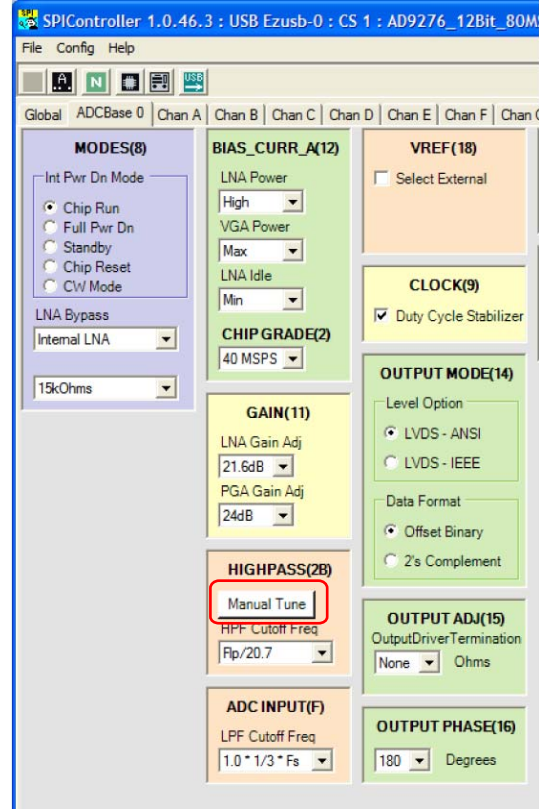 SPIController 1.0.46.3 : USB Ezusb-0 : CS 1 : AD9276_12Bit_80M
File Config Help
A N USB
Global ADCBase 0 Chan A Chan B Chan C Chan D Chan E Chan F Chan
MODES(8)
Int Pwr Dn Mode
Chip Run
Full Pwr Dn
Standby
Chip Reset
CW Mode
LNA Bypass
Internal LNA
15kOhms
BIAS_CURR_A(12)
LNA Power
High
VGA Power
Max
LNA Idle
Min
CHIP GRADE(2)
40 MSPS
GAIN(11)
LNA Gain Adj
21.6dB
PGA Gain Adj
24dB
HIGHPASS(2B)
Manual Tune
HPF Cutoff Freq
Flp/20.7
ADC INPUT(F)
LPF Cutoff Freq
1.0 * 1/3 * Fs
VREF(18)
Select External
CLOCK(9)
Duty Cycle Stabilizer
OUTPUT MODE(14)
Level Option
LVDS - ANSI
LVDS - IEEE
Data Format
Offset Binary
2's Complement
OUTPUT ADJ(15)
OutputDriverTermination
None Ohms
OUTPUT PHASE(16)
180 Degrees